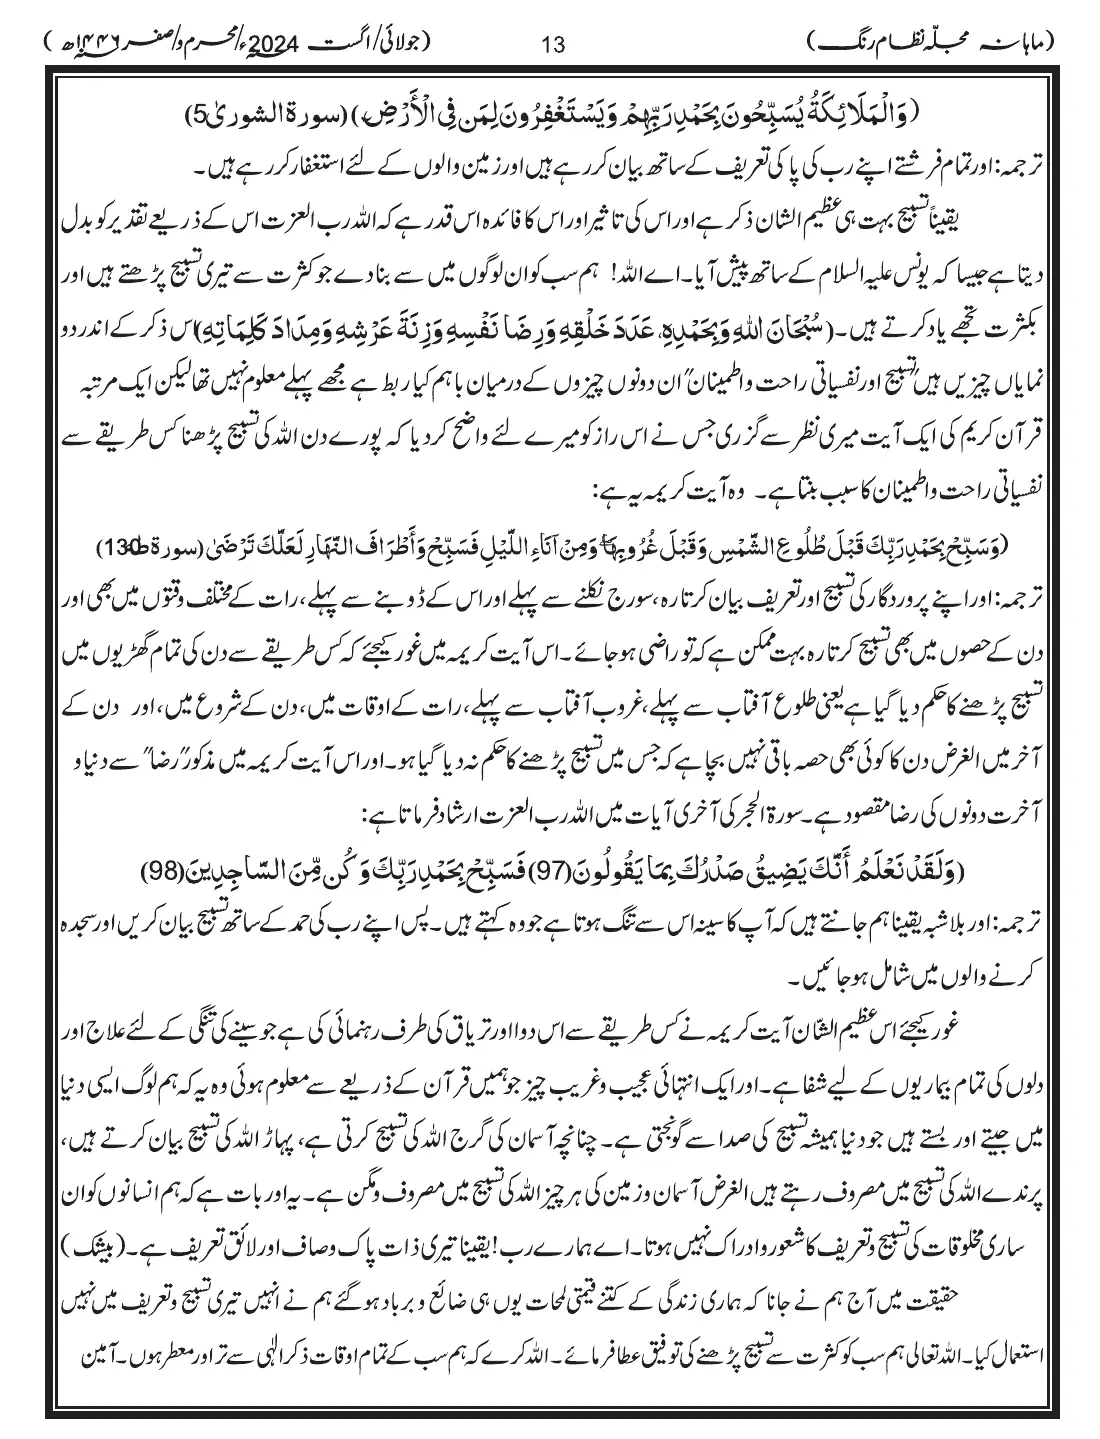 (ماہانہ مجلّہ نظام رنگ) 13 (جولائی/اگست 2024ء/محرم و/صفر ۱۴۴۶ھ)
(وَالْمَلَائِكَةُ يُسَبِّحُونَ بِحَمْدِ رَبِّهِمْ وَيَسْتَغْفِرُونَ لِمَن فِي الْأَرْضِ) (سورة الشورىٰ5)
ترجمہ: اور تمام فرشتے اپنے رب کی پاکی تعریف کے ساتھ بیان کر رہے ہیں اور زمین والوں کے لئے استغفار کر رہے ہیں۔
یقیناً تسبیح بہت ہی عظیم الشان ذکر ہے اور اس کی تاثیر اور اس کا فائدہ اس قدر ہے کہ اللہ رب العزت اس کے ذریعے تقدیر کو بدل
دیتا ہے جیسا کہ یونس علیہ السلام کے ساتھ پیش آیا۔ اے اللہ! ہم سب کو ان لوگوں میں سے بنا دے جو کثرت سے تیری تسبیح پڑھتے ہیں اور
بکثرت تجھے یاد کرتے ہیں۔ (سُبْحَانَ اللهِ وَبِحَمْدِهِ، عَدَدَ خَلْقِهِ وَرِضَا نَفْسِهِ وَزِنَةَ عَرْشِهِ وَمِدَادَ كَلِمَاتِهِ) اس ذکر کے اندر دو
نمایاں چیزیں ہیں "تسبیح اور نفسیاتی راحت و اطمینان" ان دونوں چیزوں کے درمیان باہم کیا ربط ہے مجھے پہلے معلوم نہیں تھا لیکن ایک مرتبہ
قرآن کریم کی ایک آیت میری نظر سے گزری جس نے اس راز کو میرے لئے واضح کر دیا کہ پورے دن اللہ کی تسبیح پڑھنا کس طریقے سے
نفسیاتی راحت و اطمینان کا سبب بنتا ہے۔ وہ آیت کریمہ یہ ہے:
(وَسَبِّحْ بِحَمْدِ رَبِّكَ قَبْلَ طُلُوعِ الشَّمْسِ وَقَبْلَ غُرُوبِهَا وَمِنْ آنَاءِ اللَّيْلِ فَسَبِّحْ وَأَطْرَافَ النَّهَارِ لَعَلَّكَ تَرْضَىٰ (سورة طه130)
ترجمہ: اور اپنے پروردگار کی تسبیح اور تعریف بیان کرتا رہ، سورج نکلنے سے پہلے اور اس کے ڈوبنے سے پہلے، رات کے مختلف وقتوں میں بھی اور
دن کے حصوں میں بھی تسبیح کرتا رہ بہت ممکن ہے کہ تو راضی ہو جائے۔ اس آیت کریمہ میں غور کیجئے کہ کس طریقے سے دن کی تمام گھڑیوں میں
تسبیح پڑھنے کا حکم دیا گیا ہے یعنی طلوع آفتاب سے پہلے، غروب آفتاب سے پہلے، رات کے اوقات میں، دن کے شروع میں، اور دن کے
آخر میں الغرض دن کا کوئی بھی حصہ باقی نہیں بچا ہے کہ جس میں تسبیح پڑھنے کا حکم نہ دیا گیا ہو۔ اور اس آیت کریمہ میں مذکور "رضا" سے دنیا و
آخرت دونوں کی رضا مقصود ہے۔ سورۃ الحجر کی آخری آیات میں اللہ رب العزت ارشاد فرماتا ہے:
(وَلَقَدْ نَعْلَمُ أَنَّكَ يَضِيقُ صَدْرُكَ بِمَا يَقُولُونَ(97) فَسَبِّحْ بِحَمْدِ رَبِّكَ وَكُن مِّنَ السَّاجِدِينَ(98)
ترجمہ: اور بلا شبہ یقینا ہم جانتے ہیں کہ آپ کا سینہ اس سے تنگ ہوتا ہے جو وہ کہتے ہیں۔ پس اپنے رب کی حمد کے ساتھ تسبیح بیان کریں اور سجدہ
کرنے والوں میں شامل ہو جائیں۔
غور کیجئے اس عظیم الشّان آیت کریمہ نے کس طریقے سے اس دوا اور تریاق کی طرف رہنمائی کی ہے جو سینے کی تنگی کے لئے علاج اور
دلوں کی تمام بیماریوں کے لیے شفا ہے۔ اور ایک انتہائی عجیب و غریب چیز جو ہمیں قرآن کے ذریعے سے معلوم ہوئی وہ یہ کہ ہم لوگ ایسی دنیا
میں جیتے اور بستے ہیں جو دنیا ہمیشہ تسبیح کی صدا سے گونجتی ہے۔ چنانچہ آسمان کی گرج اللہ کی تسبیح کرتی ہے، پہاڑ اللہ کی تسبیح بیان کرتے ہیں،
پرندے اللہ کی تسبیح میں مصروف رہتے ہیں الغرض آسمان و زمین کی ہر چیز اللہ کی تسبیح میں مصروف و مگن ہے۔ یہ اور بات ہے کہ ہم انسانوں کو ان
ساری مخلوقات کی تسبیح و تعریف کا شعور و ادراک نہیں ہوتا۔ اے ہمارے رب! یقینا تیری ذات پاک و صاف اور لائق تعریف ہے۔ (بیشک)
حقیقت میں آج ہم نے جانا کہ ہماری زندگی کے کتنے قیمتی لمحات یوں ہی ضائع و برباد ہو گئے ہم نے انہیں تیری تسبیح و تعریف میں نہیں
استعمال کیا۔ اللہ تعالی ہم سب کو کثرت سے تسبیح پڑھنے کی توفیق عطا فرمائے۔ اللہ کرے کہ ہم سب کے تمام اوقات ذکر الٰہی سے تر اور معطر ہوں۔ آمین